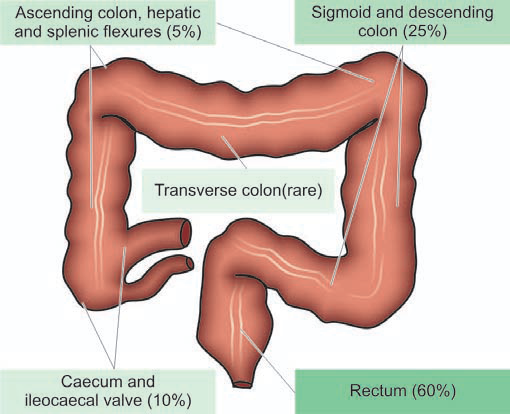 Ascending colon, hepatic
and splenic flexures (5%)
Sigmoid and descending
colon (25%)
Transverse colon(rare)
Caecum and
ileocaecal valve (10%)
Rectum (60%)